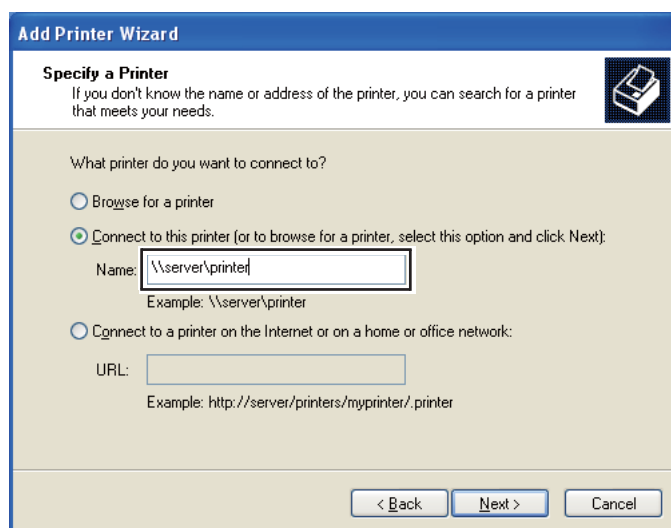 Add Printer Wizard
Specify a Printer
If you don't know the name or address of the printer, you can search for a printer
that meets your needs.
What printer do you want to connect to?
Browse for a printer
Connect to this printer (or to browse for a printer, select this option and click Next):
Name: \\server\printer
Example: \\server\printer
Connect to a printer on the Internet or on a home or office network:
URL:
Example: http://server/printers/myprinter/.printer
< Back Next > Cancel